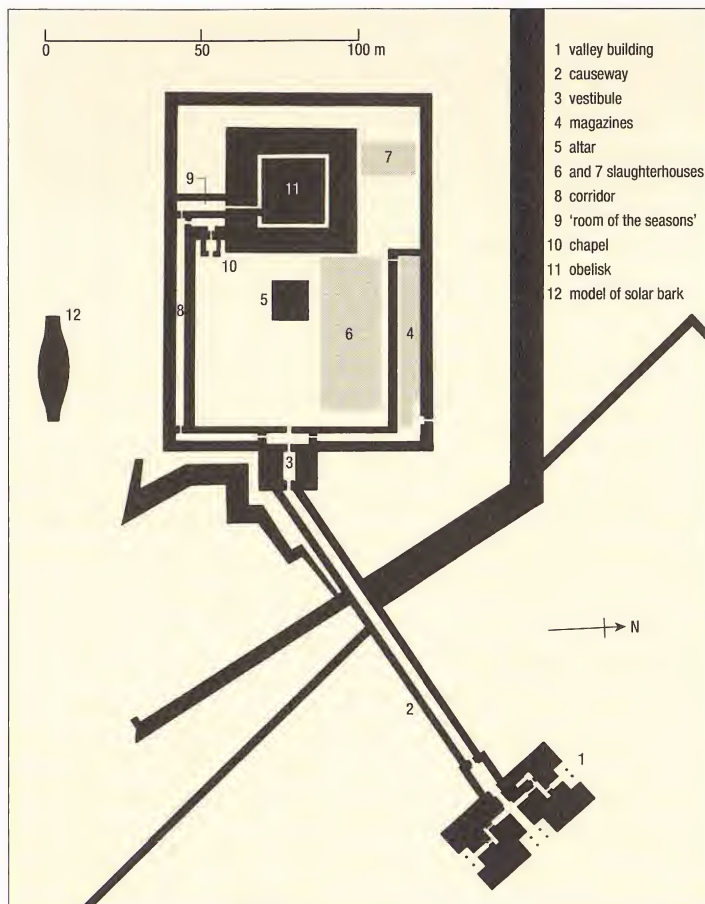 0 50 100 m
1 valley building
2 causeway
3 vestibule
4 magazines
5 altar
6 and 7 slaughterhouses
8 corridor
9 ‘room of the seasons’
10 chapel
11 obelisk
12 model of solar bark
7
9
11
10
5
12
8
6
4
3
N
2
1